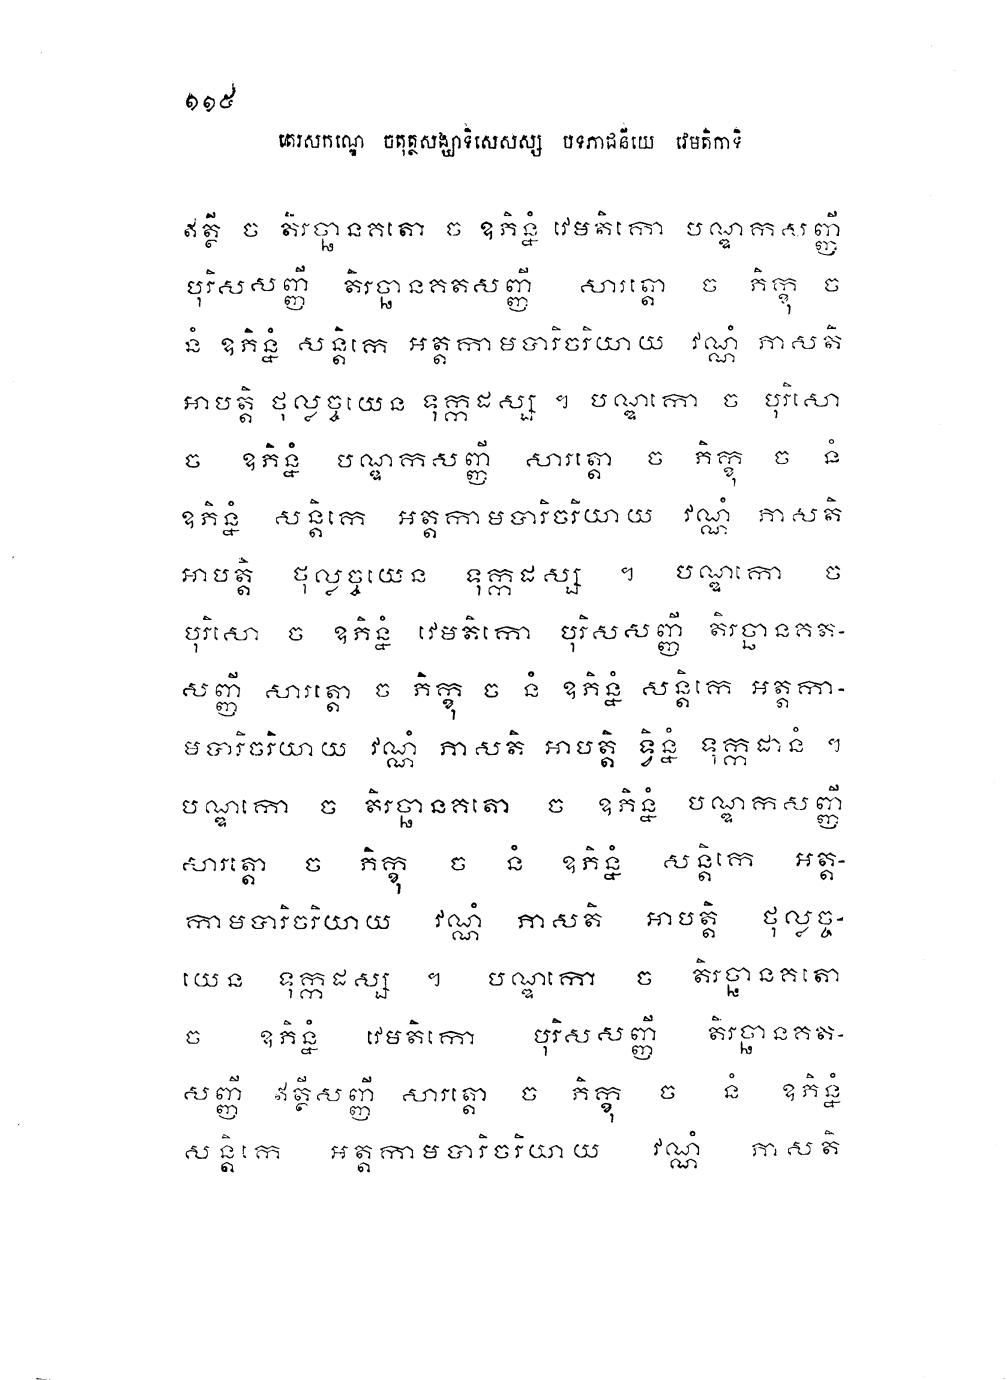 ១១៥
តេរសកណ្ឌេ ចតុត្ថសង្ឃាទិសេសស្ស បទភាជនីយេ វេមតិកាទិ
ឥត្ថី ច តិរច្ឆានគតោ ច ឧភិន្នំ វេមតិកោ បណ្ឌកសញ្ញី
បុរិសសញ្ញី តិរច្ឆានគតសញ្ញី សារត្តោ ច ភិក្ខុ ច
នំ ឧភិន្នំ សន្តិកេ អត្តកាមបារិចរិយាយ វណ្ណំ ភាសតិ
អាបត្តិ ថុល្លច្ចយេន ទុក្កដស្ស ។ បណ្ឌកោ ច បុរិសោ
ច ឧភិន្នំ បណ្ឌកសញ្ញី សារត្តោ ច ភិក្ខុ ច នំ
ឧភិន្នំ សន្តិកេ អត្តកាមបារិចរិយាយ វណ្ណំ ភាសតិ
អាបត្តិ ថុល្លច្ចយេន ទុក្កដស្ស ។ បណ្ឌកោ ច
បុរិសោ ច ឧភិន្នំ វេមតិកោ បុរិសសញ្ញី តិរច្ឆានគត-
សញ្ញី សារត្តោ ច ភិក្ខុ ច នំ ឧភិន្នំ សន្តិកេ អត្តកា-
មបារិចរិយាយ វណ្ណំ ភាសតិ អាបត្តិ ទ្វិន្នំ ទុក្កដានំ ។
បណ្ឌកោ ច តិរច្ឆានគតោ ច ឧភិន្នំ បណ្ឌកសញ្ញី
សារត្តោ ច ភិក្ខុ ច នំ ឧភិន្នំ សន្តិកេ អត្ត-
កាមបារិចរិយាយ វណ្ណំ ភាសតិ អាបត្តិ ថុល្លច្ច-
យេន ទុក្កដស្ស ។ បណ្ឌកោ ច តិរច្ឆានគតោ
ច ឧភិន្នំ វេមតិកោ បុរិសសញ្ញី តិរច្ឆានគត-
សញ្ញី ឥត្ថីសញ្ញី សារត្តោ ច ភិក្ខុ ច នំ ឧភិន្នំ
សន្តិកេ អត្តកាមបារិចរិយាយ វណ្ណំ ភាសតិ